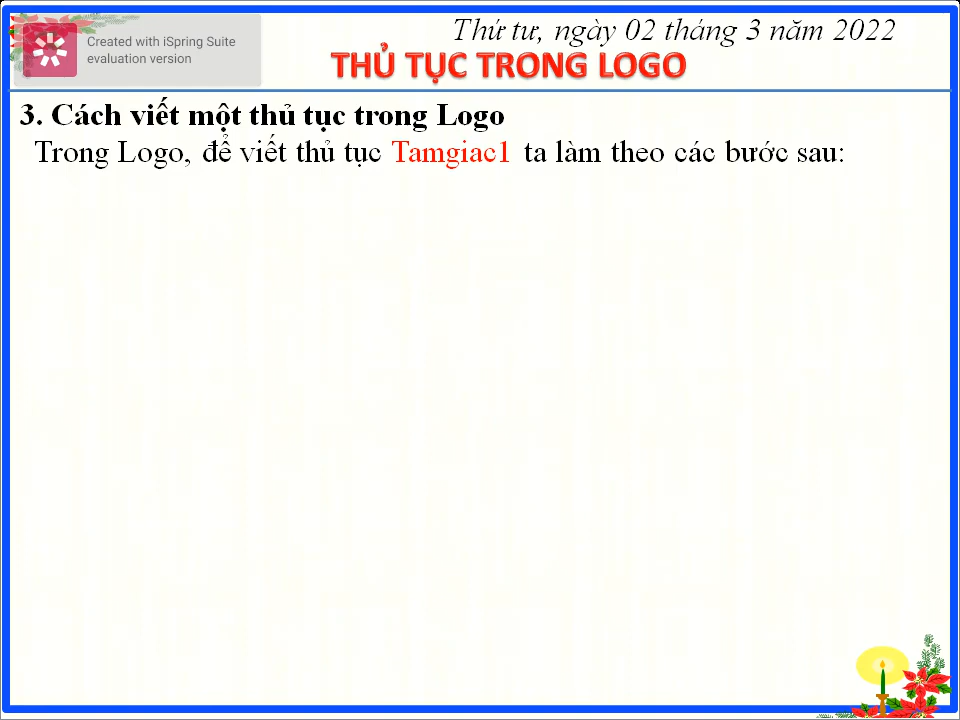 Created with iSpring Suite
evaluation version
Thứ tư, ngày 02 tháng 3 năm 2022
THỦ TỤC TRONG LOGO
3. Cách viết một thủ tục trong Logo
Trong Logo, để viết thủ tục Tamgiac1 ta làm theo các bước sau: